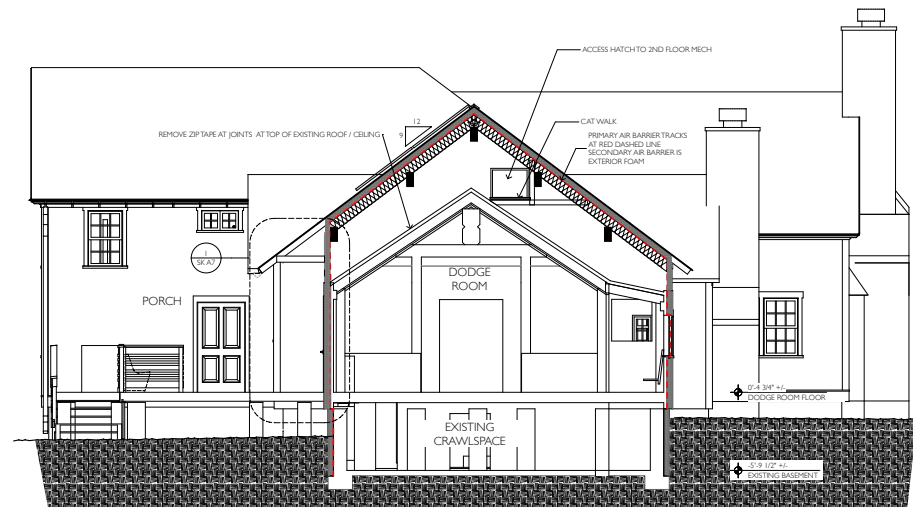 ACCESS HATCH TO 2ND FLOOR MECH
12
9
REMOVE ZIP TAPE AT JOINTS AT TOP OF EXISTING ROOF / CEILING
CAT WALK
PRIMARY AIR BARRIER TRACKS
AT RED DASHED LINE
SECONDARY AIR BARRIER IS
EXTERIOR FOAM
1
SK A7
PORCH
DODGE
ROOM
0'-4 3/4" +/-
DODGE ROOM FLOOR
EXISTING
CRAWLSPACE
-5'-9 1/2" +/-
EXISTING BASEMENT